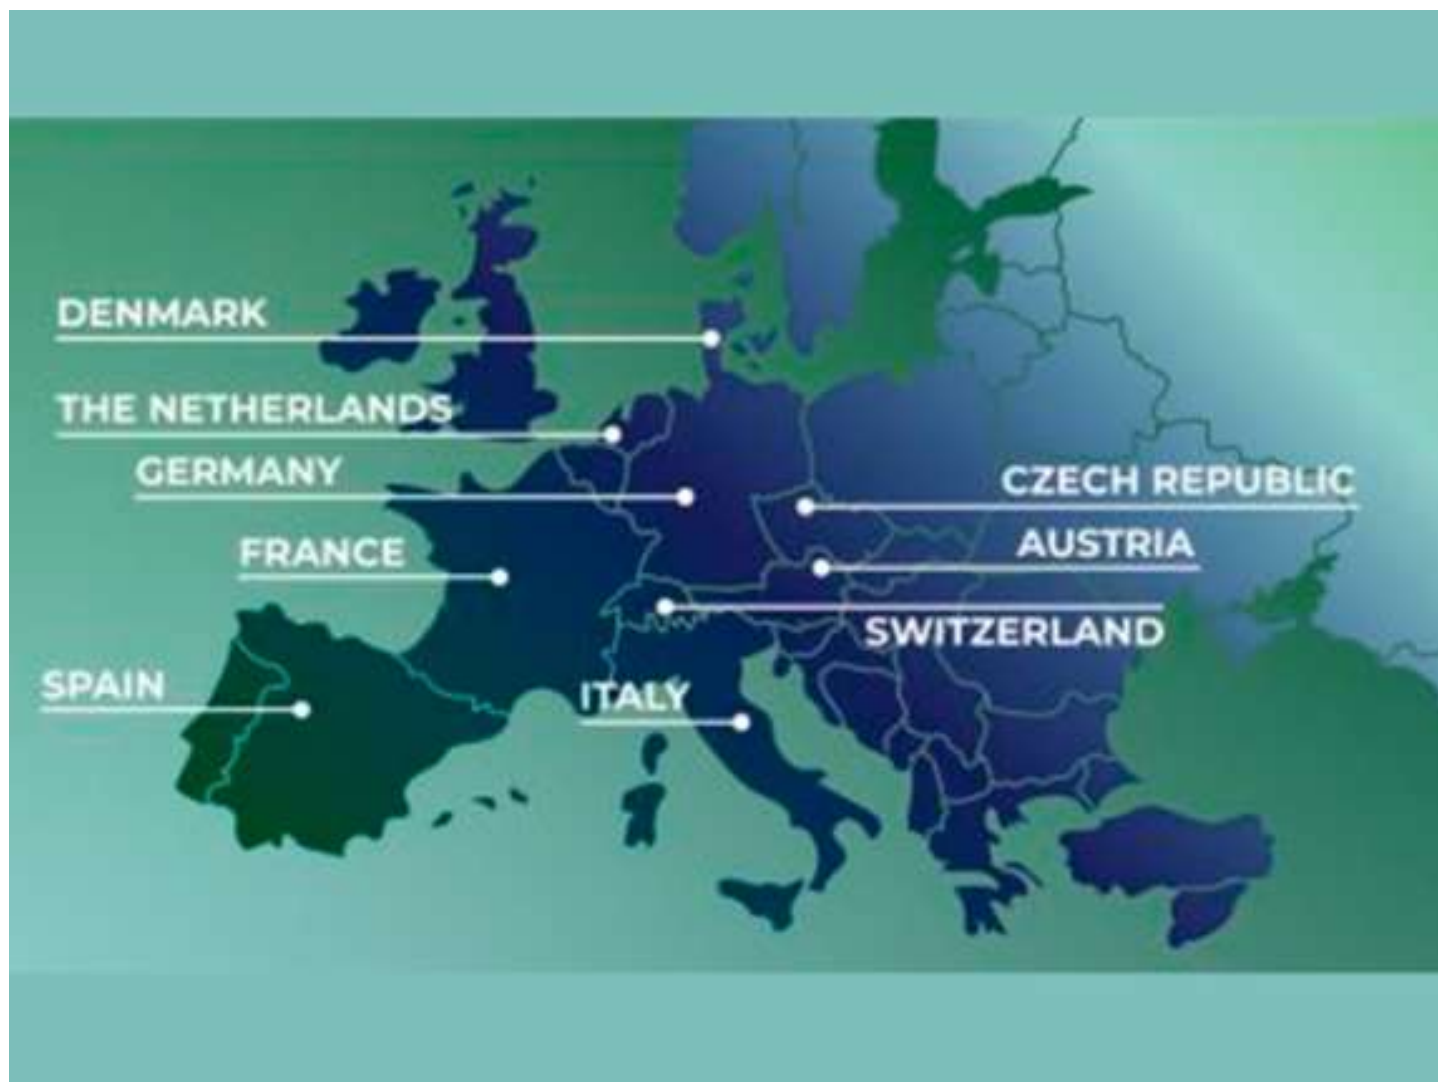 DENMARK
THE NETHERLANDS
GERMANY
CZECH REPUBLIC
FRANCE
AUSTRIA
SWITZERLAND
SPAIN
ITALY